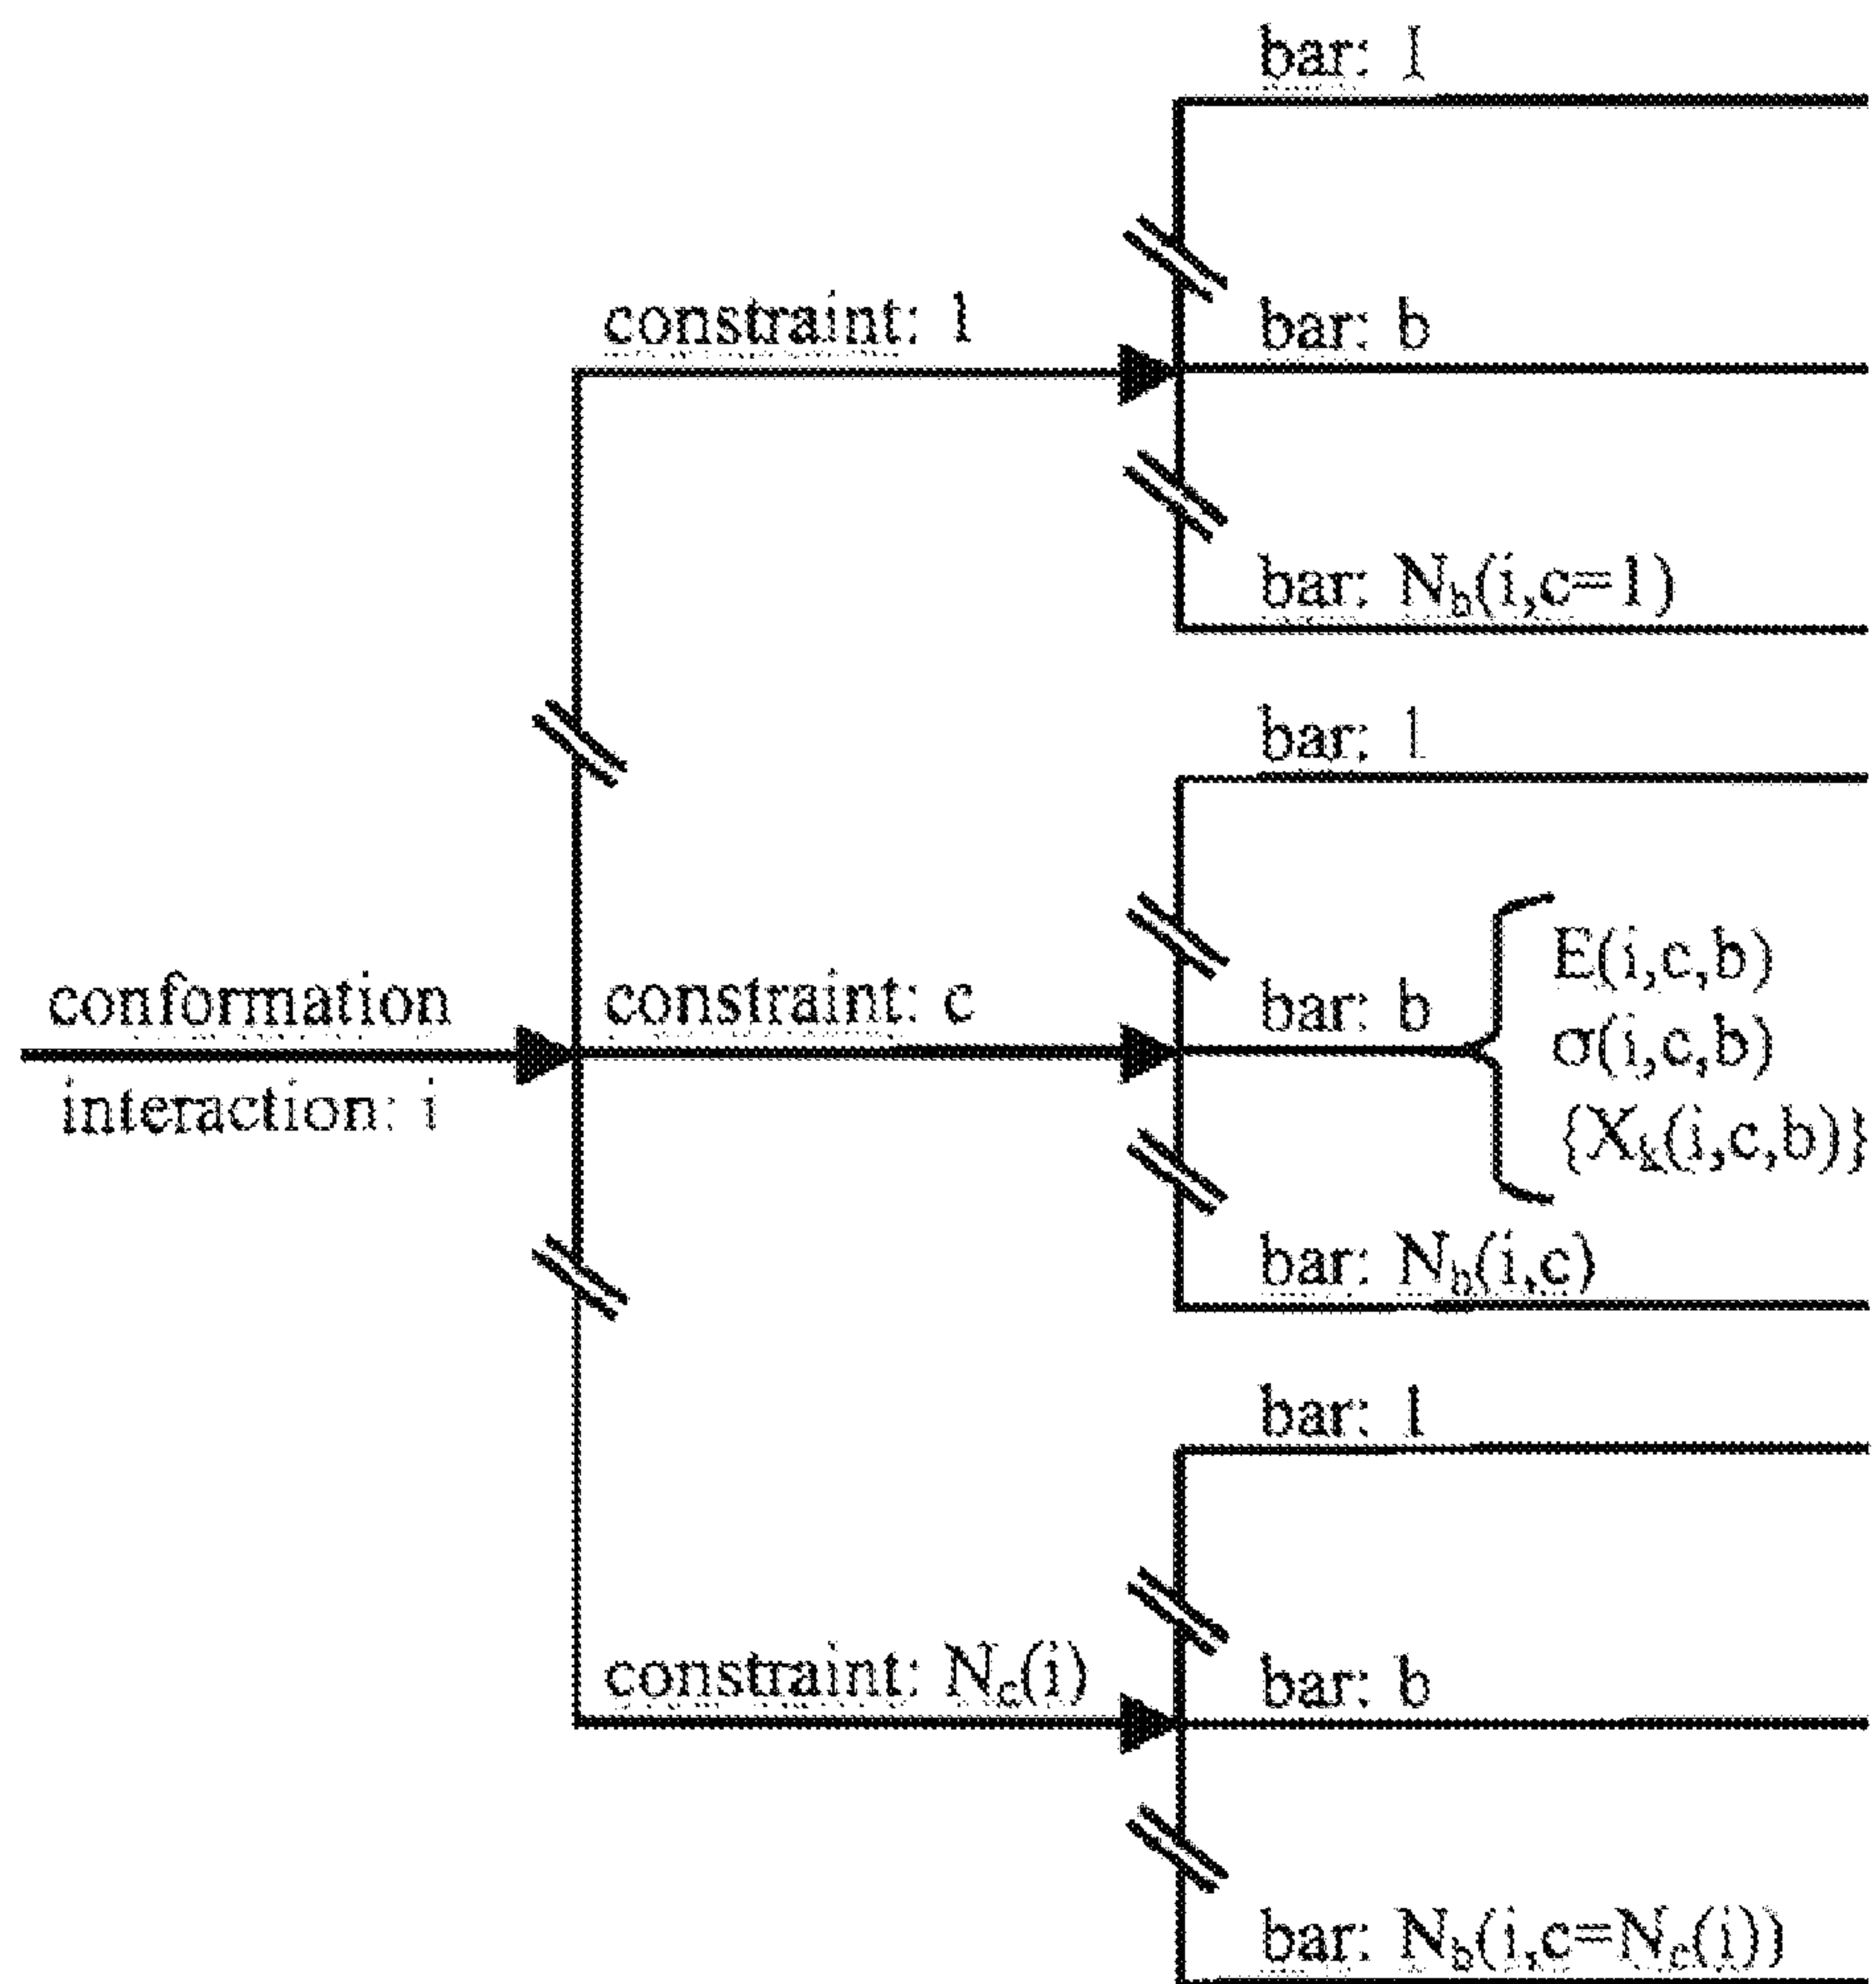 bar: 1
constraint: 1
bar: b
bar: N_b(i,c=1)
bar: 1
conformation
interaction: i
constraint: c
bar: b
E(i,c,b)
σ(i,c,b)
{X_k(i,c,b)}
bar: N_b(i,c)
bar: 1
constraint: N_c(i)
bar: b
bar: N_b(i,c=N_c(i))